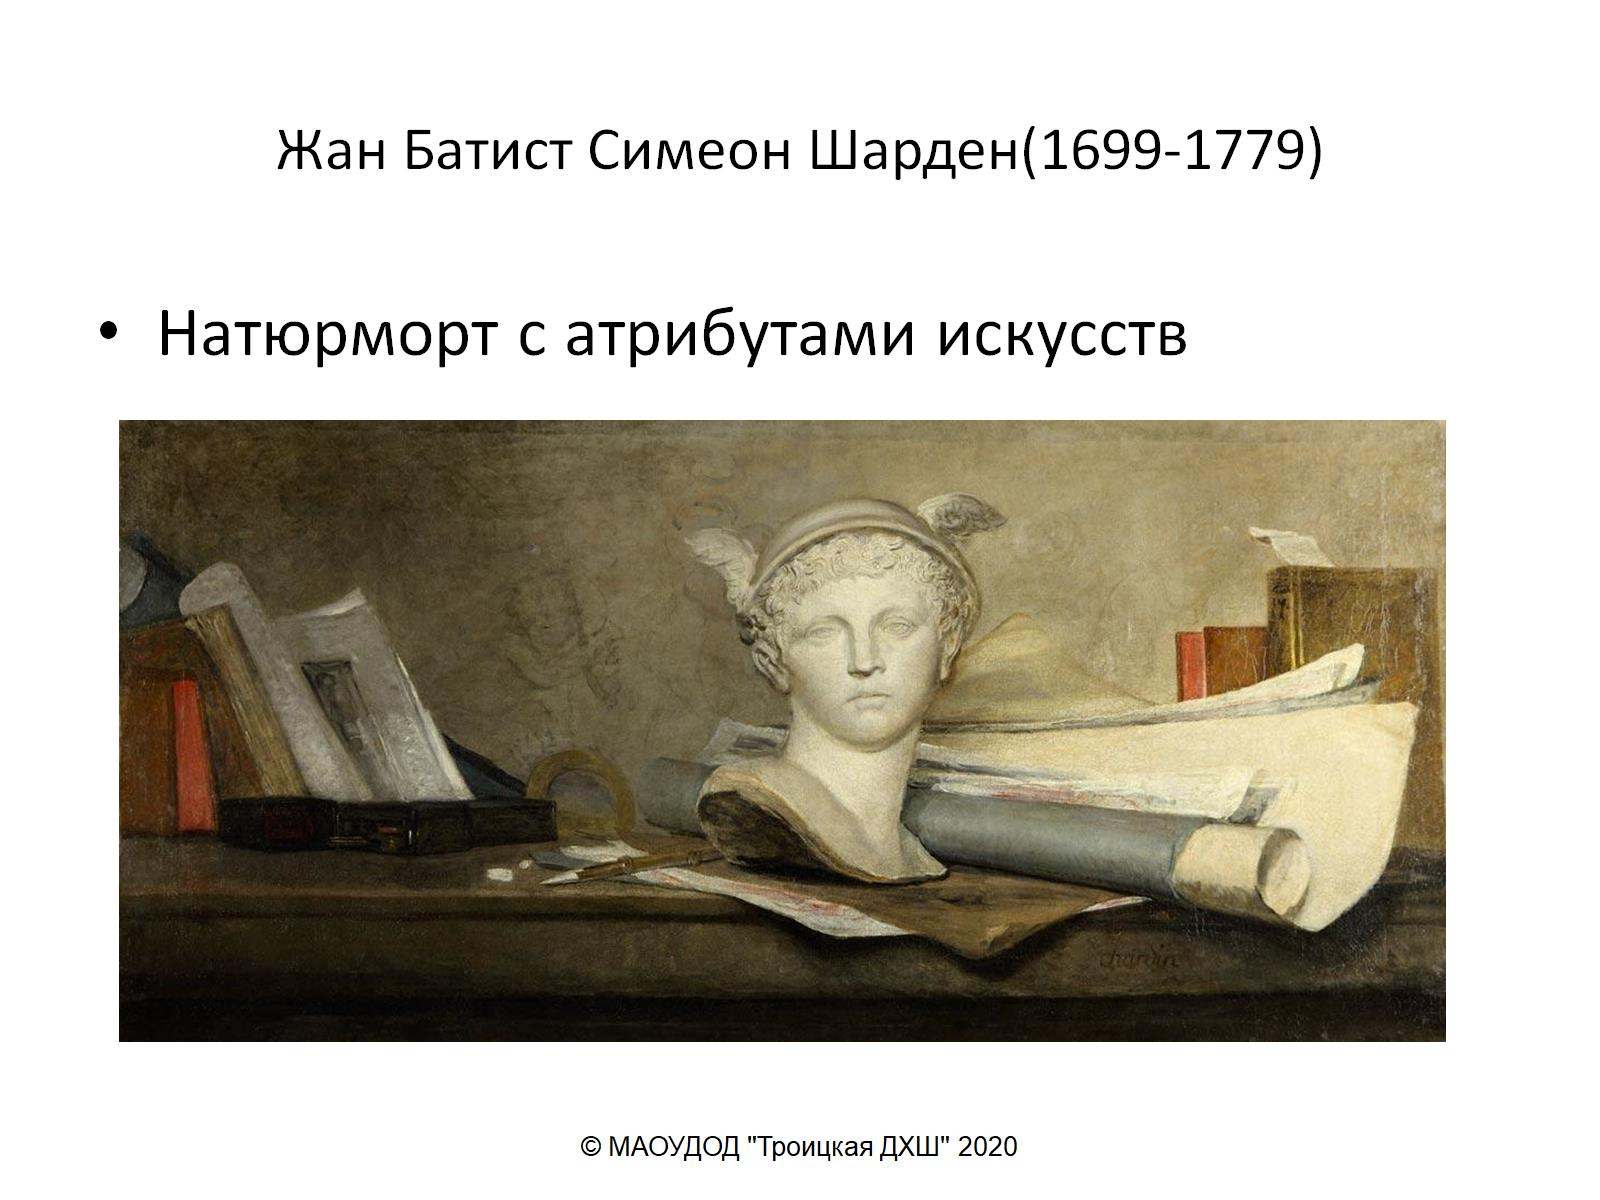 Жан Батист Симеон Шарден(1699-1779)
• Натюрморт с атрибутами искусств
chardin
© МАОУДОД "Троицкая ДХШ" 2020